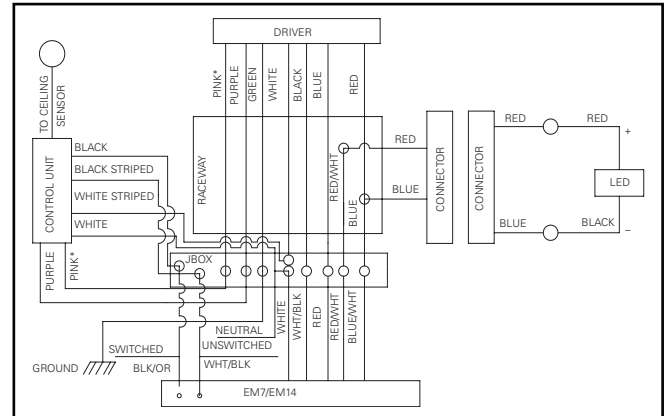 DRIVER
TO CEILING
SENSOR
PINK*
PURPLE
GREEN
WHITE
BLACK
BLUE
RED
CONTROL UNIT
BLACK
BLACK STRIPED
WHITE STRIPED
WHITE
RACEWAY
RED/WHT
BLUE
RED
BLUE
CONNECTOR
CONNECTOR
RED
RED
+
LED
BLUE
BLACK
–
PURPLE
PINK*
JBOX
NEUTRAL
UNSWITCHED
WHITE
WHT/BLK
RED
RED/WHT
BLUE/WHT
SWITCHED
WHT/BLK
GROUND
BLK/OR
EM7/EM14